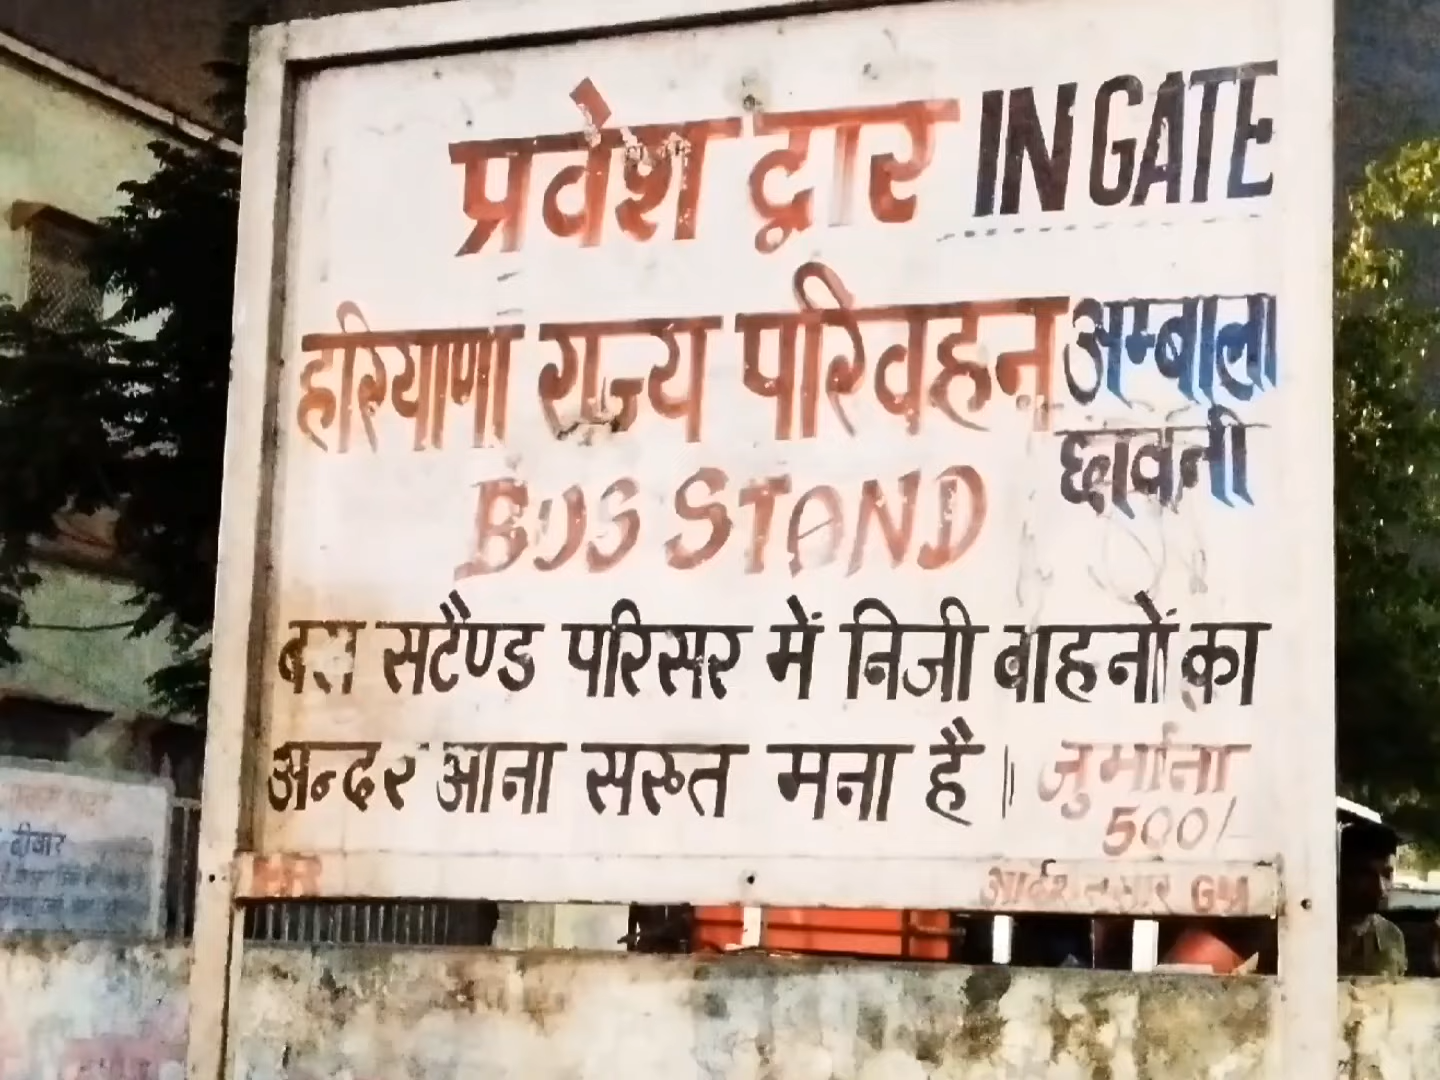 प्रवेश द्वार IN GATE
हरियाणा राज्य परिवहन अम्बाला
छावनी
BUS STAND
बस सटैण्ड परिसर में निजी वाहनों का
अन्दर आना सख्त मना है। जुर्माना
500/-
HR
दीवार